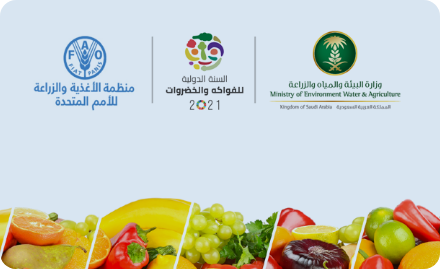 FAO
FIAT PANIS
منظمة الأغذية والزراعة
للأمم المتحدة
السنة الدولية
للفواكه والخضروات
2021
وزارة البيئة والمياه والزراعة
Ministry of Environment Water & Agriculture
Kingdom of Saudi Arabia المملكة العربية السعودية